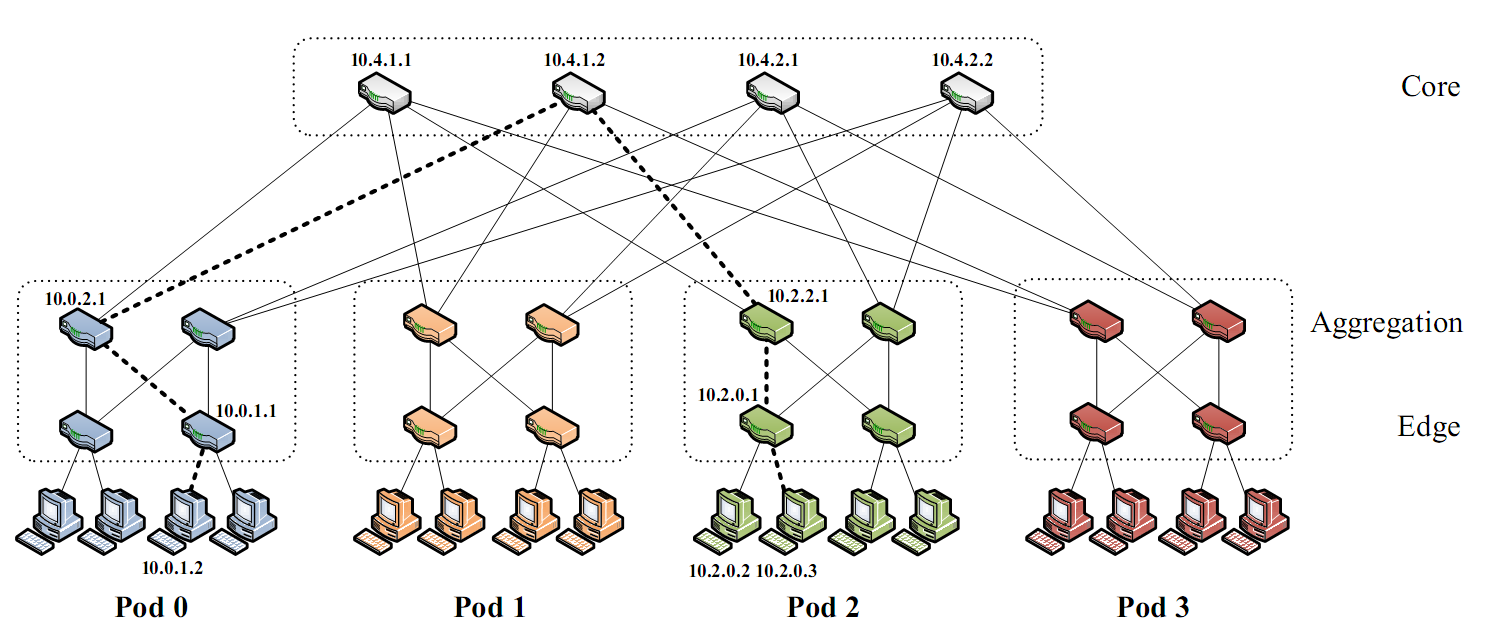 10.4.1.1 10.4.1.2 10.4.2.1 10.4.2.2
Core
10.0.2.1 10.2.2.1
Aggregation
10.2.0.1
10.0.1.1
Edge
10.0.1.2 10.2.0.2 10.2.0.3
Pod 0 Pod 1 Pod 2 Pod 3